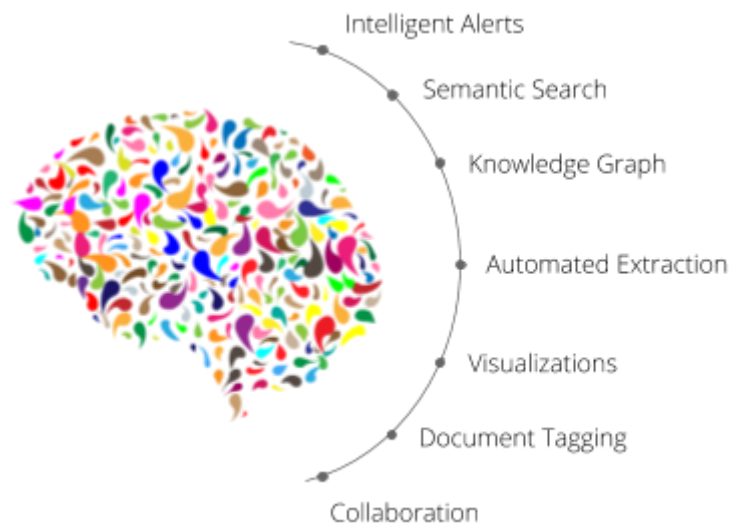 Intelligent Alerts
Semantic Search
Knowledge Graph
Automated Extraction
Visualizations
Document Tagging
Collaboration